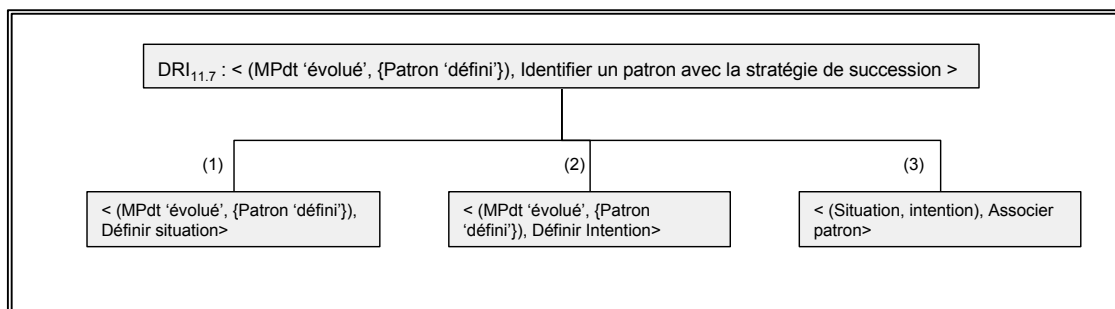 DRI11.7 : < (MPdt ‘évolué’, {Patron ‘défini’}), Identifier un patron avec la stratégie de succession >
(1)
(2)
(3)
< (MPdt ‘évolué’, {Patron ‘défini’}),
Définir situation>
< (MPdt ‘évolué’, {Patron
‘défini’}), Définir Intention>
< (Situation, intention), Associer
patron>